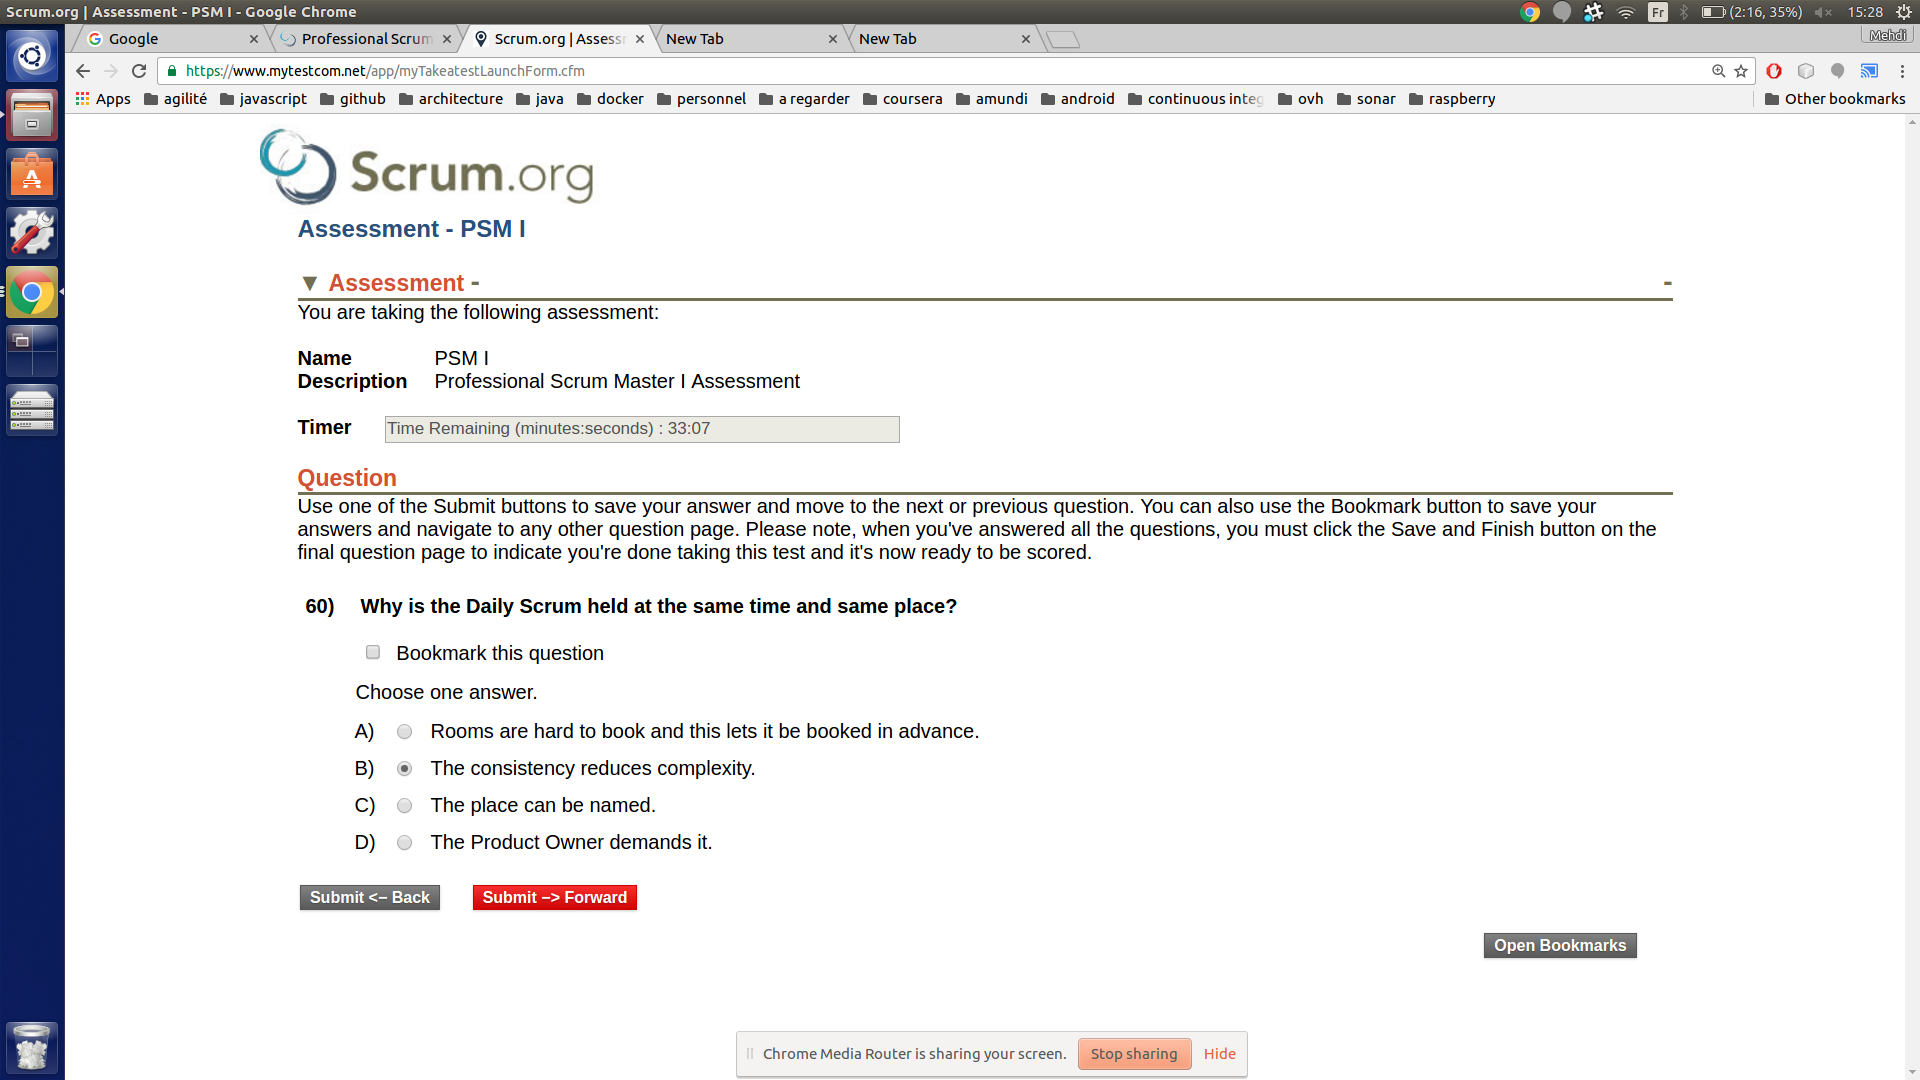 Scrum.org | Assessment - PSM I - Google Chrome
Fr
(2:16, 35%)
15:28
Google
Professional Scrum
Scrum.org | Assess
New Tab
New Tab
Mehdi
https://www.mytestcom.net/app/myTakeatestLaunchForm.cfm
Apps agilité javascript github architecture java docker personnel a regarder coursera amundi android continuous integ ovh sonar raspberry Other bookmarks
Scrum.org
Assessment - PSM I
▼ Assessment - -
You are taking the following assessment:
Name PSM I
Description Professional Scrum Master I Assessment
Timer Time Remaining (minutes:seconds) : 33:07
Question
Use one of the Submit buttons to save your answer and move to the next or previous question. You can also use the Bookmark button to save your
answers and navigate to any other question page. Please note, when you've answered all the questions, you must click the Save and Finish button on the
final question page to indicate you're done taking this test and it's now ready to be scored.
60) Why is the Daily Scrum held at the same time and same place?
Bookmark this question
Choose one answer.
A) Rooms are hard to book and this lets it be booked in advance.
B) The consistency reduces complexity.
C) The place can be named.
D) The Product Owner demands it.
Submit <– Back Submit –> Forward
Open Bookmarks
Chrome Media Router is sharing your screen. Stop sharing Hide